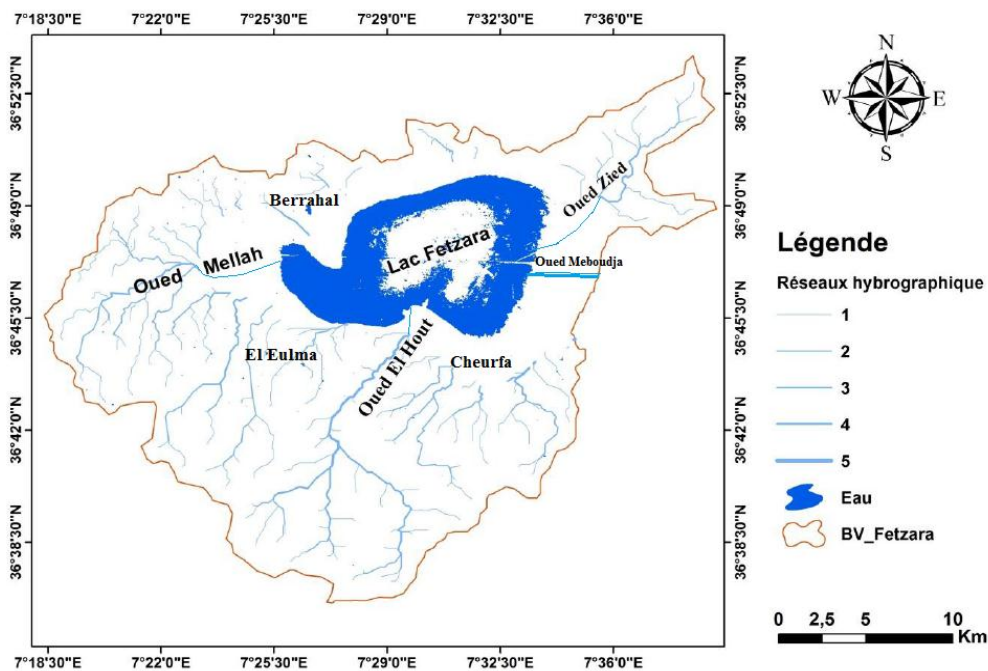 7°18'30"E 7°22'0"E 7°25'30"E 7°29'0"E 7°32'30"E 7°36'0"E
36°52'30"N
36°49'0"N
36°45'30"N
36°42'0"N
36°38'30"N
36°52'30"N
36°49'0"N
36°45'30"N
36°42'0"N
36°38'30"N
Berrahal
Oued Zied
Lac Fetzara
Oued Mellah
Oued Meboudja
El Eulma
Oued El Hout
Cheurfa
7°18'30"E 7°22'0"E 7°25'30"E 7°29'0"E 7°32'30"E 7°36'0"E
N
W E
S
Légende
Réseaux hybrographique
1
2
3
4
5
Eau
BV_Fetzara
0 2,5 5 10
Km